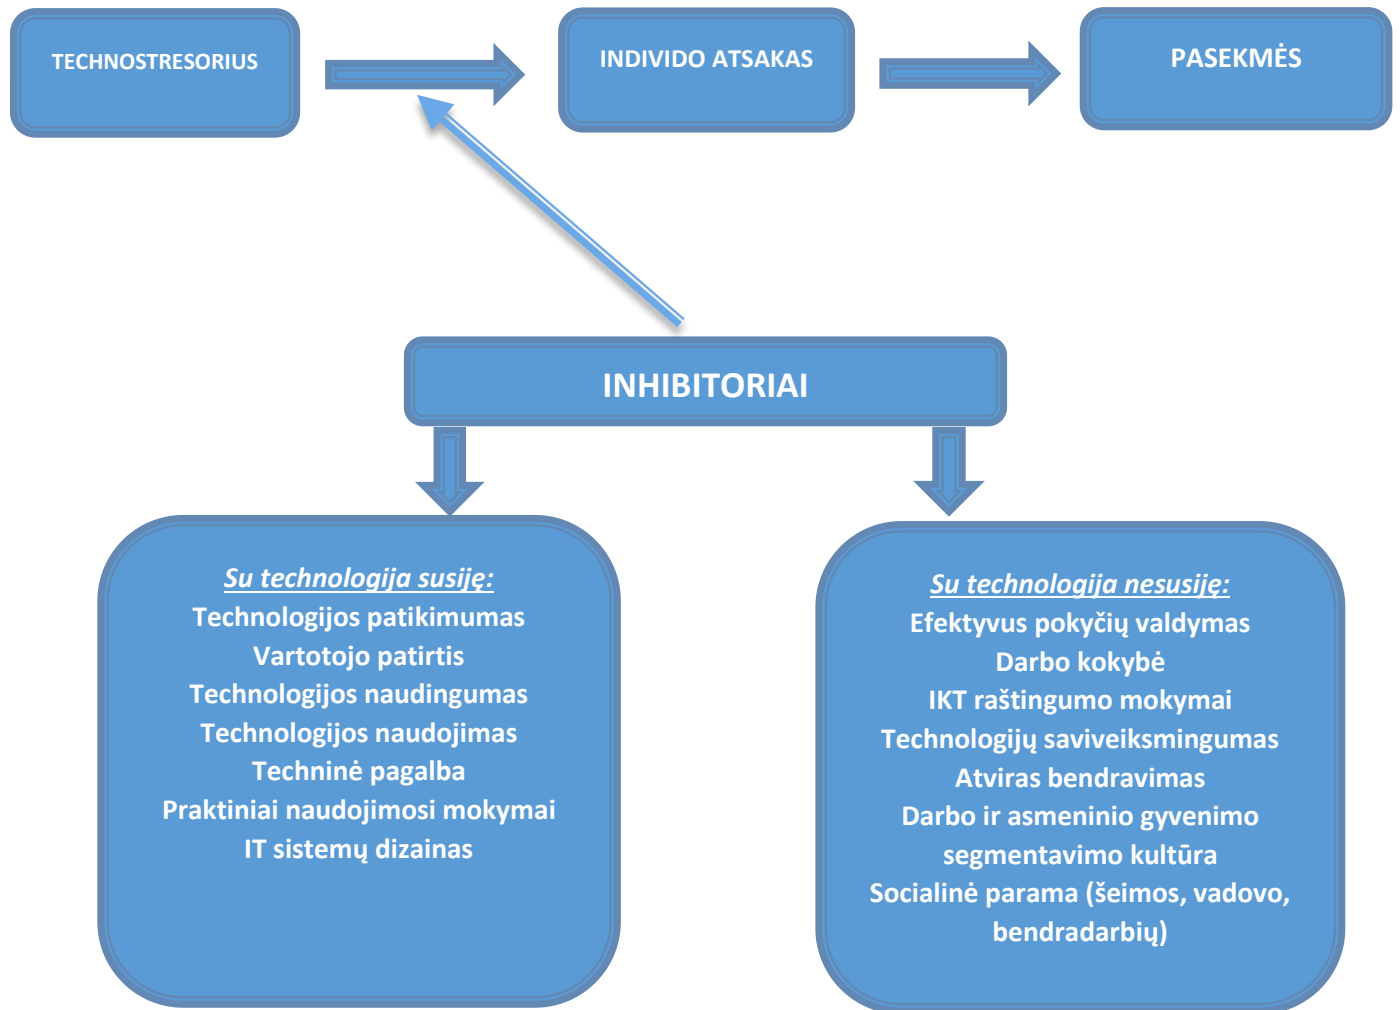 TECHNOSTRESORIUS
INDIVIDO ATSAKAS
PASEKMĖS
INHIBITORIAI
Su technologija susiję:
Technologijos patikimumas
Vartotojo patirtis
Technologijos naudingumas
Technologijos naudojimas
Techninė pagalba
Praktiniai naudojimosi mokymai
IT sistemų dizainas
Su technologija nesusiję:
Efektyvus pokyčių valdymas
Darbo kokybė
IKT raštingumo mokymai
Technologijų saviveiksmingumas
Atviras bendravimas
Darbo ir asmeninio gyvenimo
segmentavimo kultūra
Socialinė parama (šeimos, vadovo,
bendradarbių)